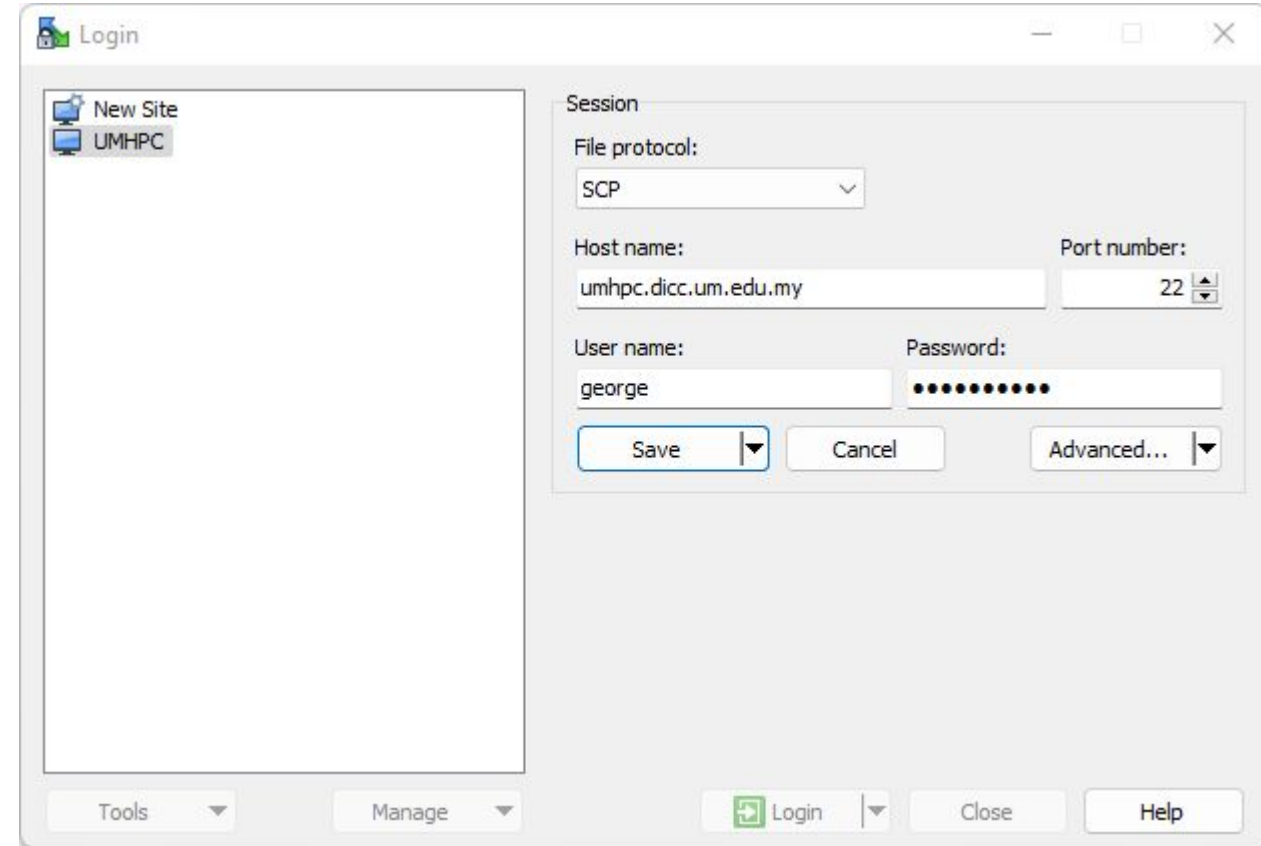 Login
New Site
UMHPC
Session
File protocol:
SCP
Host name: Port number:
umhpc.dicc.um.edu.my 22
User name: Password:
george ••••••••••
Save Cancel Advanced...
Tools Manage Login Close Help